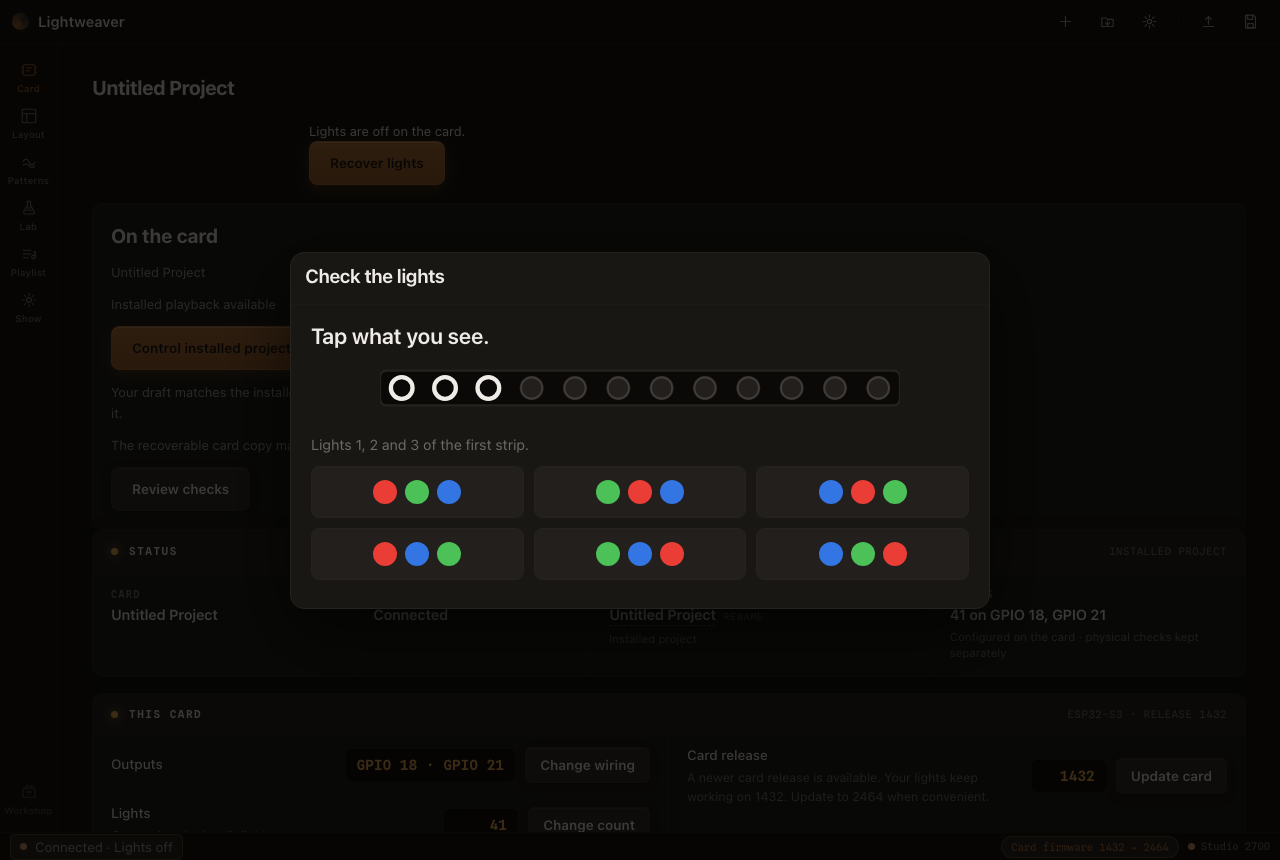 Lightweaver
Card
Layout
Patterns
Lab
Playlist
Show
Workshop
Untitled Project
Lights are off on the card.
Recover lights
On the card
Untitled Project
Installed playback available
Control installed project
Your draft matches the install
it.
The recoverable card copy ma
Review checks
Check the lights
Tap what you see.
Lights 1, 2 and 3 of the first strip.
STATUS
INSTALLED PROJECT
CARD
Untitled Project
Connected
Untitled Project RENAME
Installed project
41 on GPIO 18, GPIO 21
Configured on the card · physical checks kept
separately
THIS CARD
ESP32-S3 · RELEASE 1432
Outputs
GPIO 18 · GPIO 21
Change wiring
Lights
41
Change count
Card release
A newer card release is available. Your lights keep
working on 1432. Update to 2464 when convenient.
1432
Update card
Connected · Lights off
Card firmware 1432 → 2464
Studio 2700